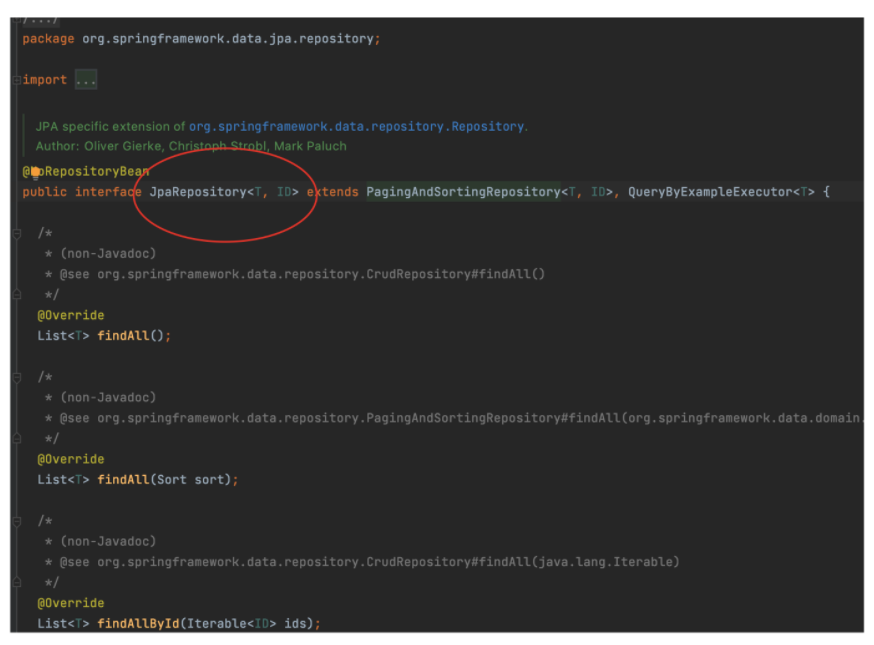 /.../
package org.springframework.data.jpa.repository;
import ...
JPA specific extension of org.springframework.data.repository.Repository.
Author: Oliver Gierke, Christoph Strobl, Mark Paluch
@NoRepositoryBean
public interface JpaRepository<T, ID> extends PagingAndSortingRepository<T, ID>, QueryByExampleExecutor<T> {
/*
* (non-Javadoc)
* @see org.springframework.data.repository.CrudRepository#findAll()
*/
@Override
List<T> findAll();
/*
* (non-Javadoc)
* @see org.springframework.data.repository.PagingAndSortingRepository#findAll(org.springframework.data.domain.
*/
@Override
List<T> findAll(Sort sort);
/*
* (non-Javadoc)
* @see org.springframework.data.repository.CrudRepository#findAll(java.lang.Iterable)
*/
@Override
List<T> findAllById(Iterable<ID> ids);